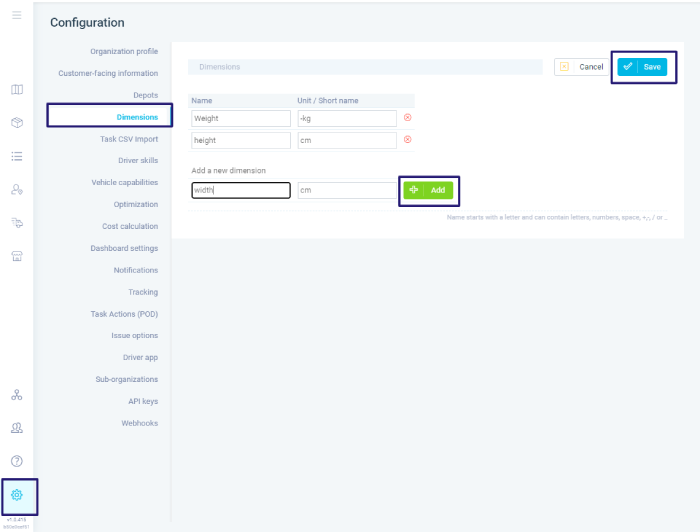 Configuration
Organization profile
Customer-facing information
Depots
Dimensions
Task CSV Import
Driver skills
Vehicle capabilities
Optimization
Cost calculation
Dashboard settings
Notifications
Tracking
Task Actions (POD)
Issue options
Driver app
Sub-organizations
API keys
Webhooks
Dimensions
Cancel
Save
Name Unit / Short name
Weight -kg
height cm
Add a new dimension
width cm
Add
Name starts with a letter and can contain letters, numbers, space, +,-, / or ..
v1.0.416